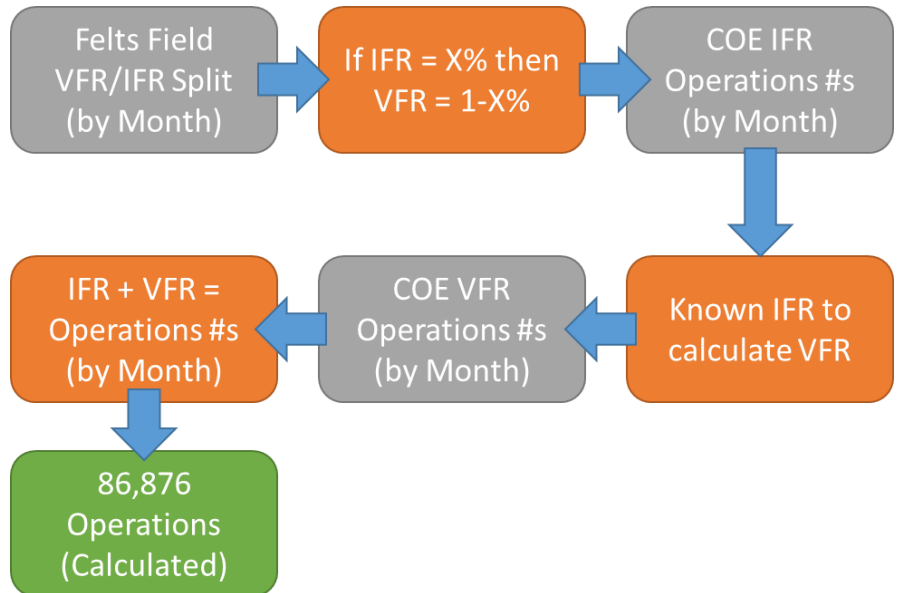 Felts Field
VFR/IFR Split
(by Month)
If IFR = X% then
VFR = 1-X%
COE IFR
Operations #s
(by Month)
Known IFR to
calculate VFR
COE VFR
Operations #s
(by Month)
IFR + VFR =
Operations #s
(by Month)
86,876
Operations
(Calculated)